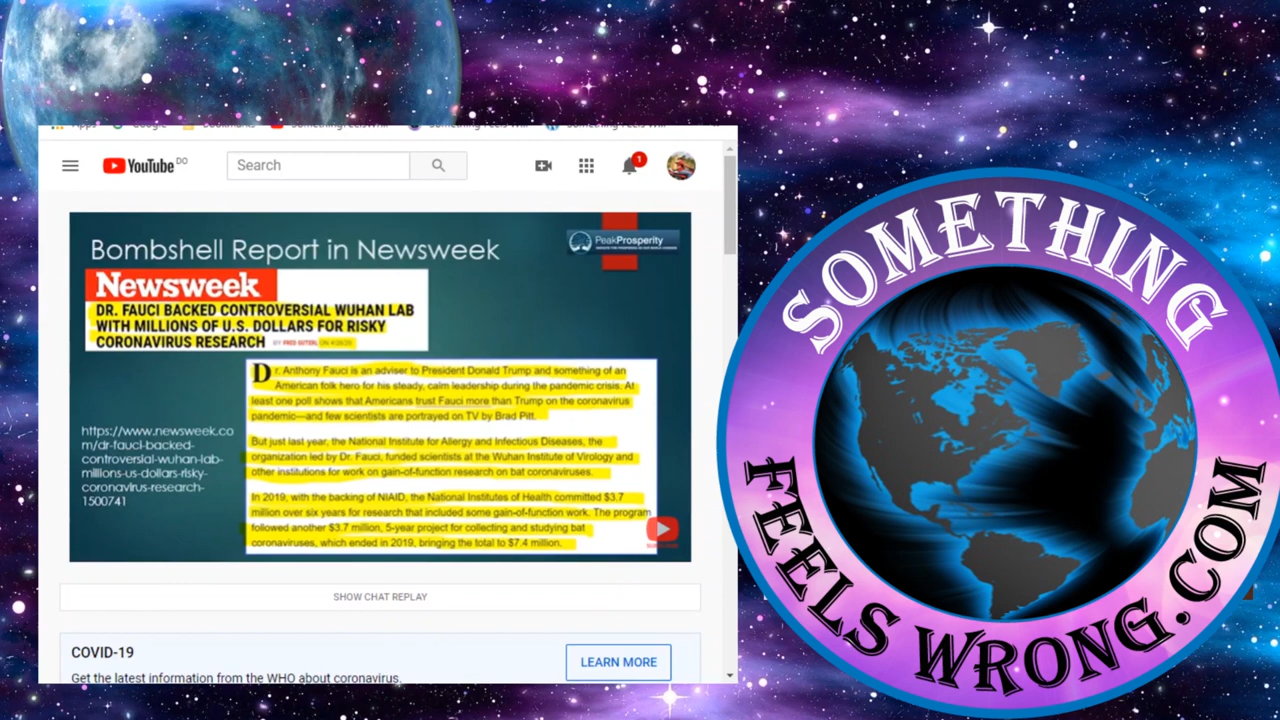 YouTube DO
Search
1
Bombshell Report in Newsweek
PeakProsperity
Newsweek
DR. FAUCI BACKED CONTROVERSIAL WUHAN LAB
WITH MILLIONS OF U.S. DOLLARS FOR RISKY
CORONAVIRUS RESEARCH BY FRED GUTERL ON 4/28/20
Dr. Anthony Fauci is an adviser to President Donald Trump and something of an
American folk hero for his steady, calm leadership during the pandemic crisis. At
least one poll shows that Americans trust Fauci more than Trump on the coronavirus
pandemic—and few scientists are portrayed on TV by Brad Pitt.
But just last year, the National Institute for Allergy and Infectious Diseases, the
organization led by Dr. Fauci, funded scientists at the Wuhan Institute of Virology and
other institutions for work on gain-of-function research on bat coronaviruses.
In 2019, with the backing of NIAID, the National Institutes of Health committed $3.7
million over six years for research that included some gain-of-function work. The program
followed another $3.7 million, 5-year project for collecting and studying bat
coronaviruses, which ended in 2019, bringing the total to $7.4 million.
https://www.newsweek.co
m/dr-fauci-backed-
controversial-wuhan-lab-
millions-us-dollars-risky-
coronavirus-research-
1500741
SHOW CHAT REPLAY
COVID-19
Get the latest information from the WHO about coronavirus.
LEARN MORE
SOMETHING
FEELS WRONG.COM